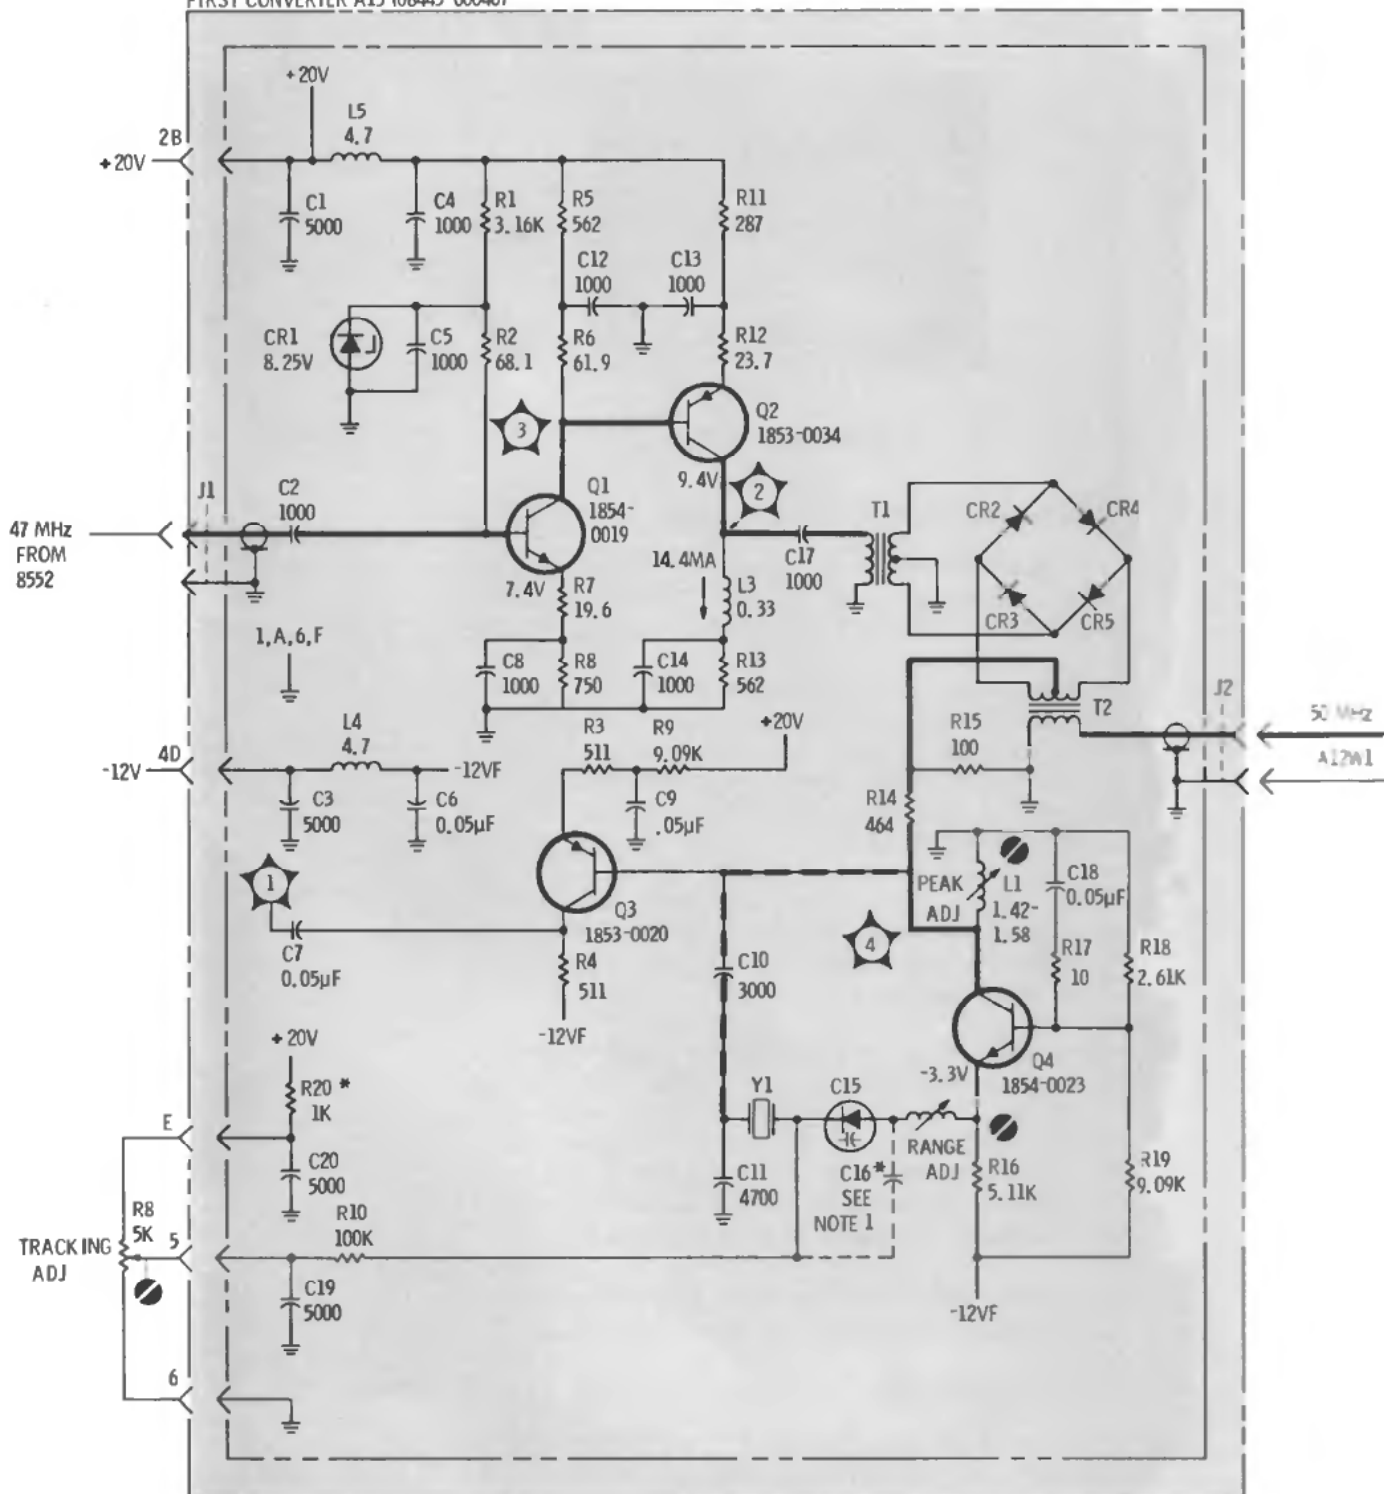 FIRST CONVERTER A15
+20V
2B
+20V
L5
4.7
C1
5000
C4
1000
R1
3.16K
R5
562
R11
287
C12
1000
C13
1000
CR1
8.25V
C5
1000
R2
68.1
R6
61.9
R12
23.7
3
Q2
1853-0034
9.4V
2
J1
C2
1000
Q1
1854-
0019
47 MHz
FROM
8552
7.4V
R7
19.6
14.4MA
L3
0.33
C17
1000
T1
CR2
CR4
CR3
CR5
1,A,6,F
C8
1000
R8
750
C14
1000
R13
562
T2
J2
50 MHz
A12W1
4D
-12V
L4
4.7
-12VF
C3
5000
C6
0.05µF
R3
511
R9
9.09K
+20V
C9
.05µF
R15
100
R14
464
1
C7
0.05µF
Q3
1853-0020
R4
511
-12VF
C10
3000
4
PEAK
ADJ
L1
1.42-
1.58
C18
0.05µF
R17
10
R18
2.61K
Q4
1854-0023
-3.3V
+20V
R20 *
1K
E
C20
5000
Y1
C15
C11
4700
C16*
SEE
NOTE 1
RANGE
ADJ
R16
5.11K
R19
9.09K
-12VF
R8
5K
TRACKING
ADJ
5
R10
100K
C19
5000
6